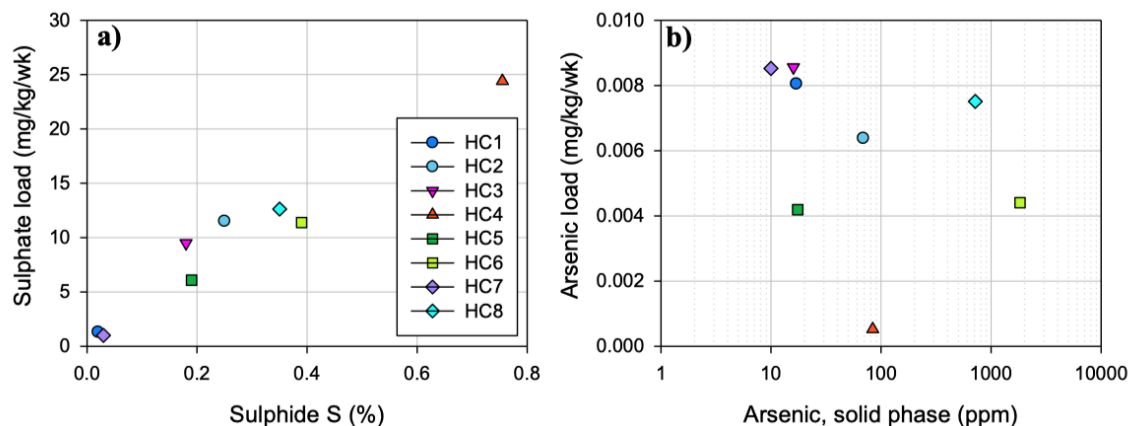 a)
Sulphate load (mg/kg/wk)
30
25
20
15
10
5
0
0.0 0.2 0.4 0.6 0.8
Sulphide S (%)
HC1
HC2
HC3
HC4
HC5
HC6
HC7
HC8
b)
Arsenic load (mg/kg/wk)
0.010
0.008
0.006
0.004
0.002
0.000
1 10 100 1000 10000
Arsenic, solid phase (ppm)